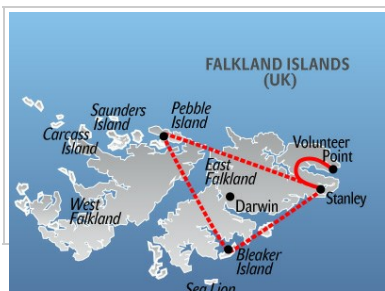 FALKLAND ISLANDS
(UK)
Saunders
Island
Pebble
Island
Carcass
Island
Volunteer
Point
East
Falkland
Stanley
West
Falkland
Darwin
Bleaker
Island
Sea Lion